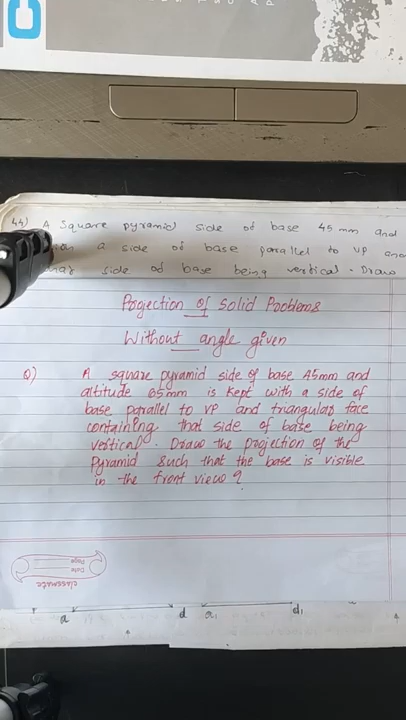 44) A Square pyramid side of base 45 mm and
a side of base parallel to VP and
side of base being vertical. Draw
Projection of Solid Problems
Without angle given
Q) A square pyramid side of base 45mm and
altitude 65mm is kept with a side of
base parallel to VP and triangular face
containing that side of base being
vertical. Draw the projection of the
Pyramid Such that the base is visible
in the front view?
classmate
Date
Page
a d a₁ d₁